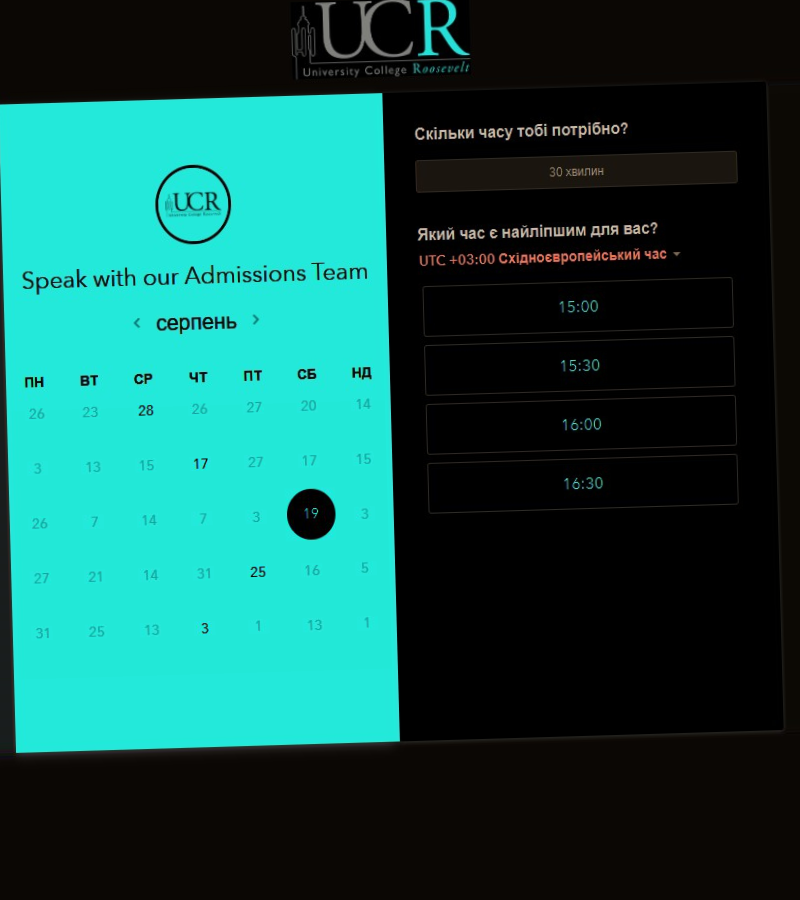 UCR
University College Roosevelt
UCR
University College Roosevelt
Speak with our Admissions Team
серпень
ПН ВТ СР ЧТ ПТ СБ НД
26 23 28 26 27 20 14
3 13 15 17 27 17 15
26 7 14 7 3 19 3
27 21 14 31 25 16 5
31 25 13 3 1 13 1
Скільки часу тобі потрібно?
30 хвилин
Який час є найліпшим для вас?
UTC +03:00 Східноєвропейський час
15:00
15:30
16:00
16:30